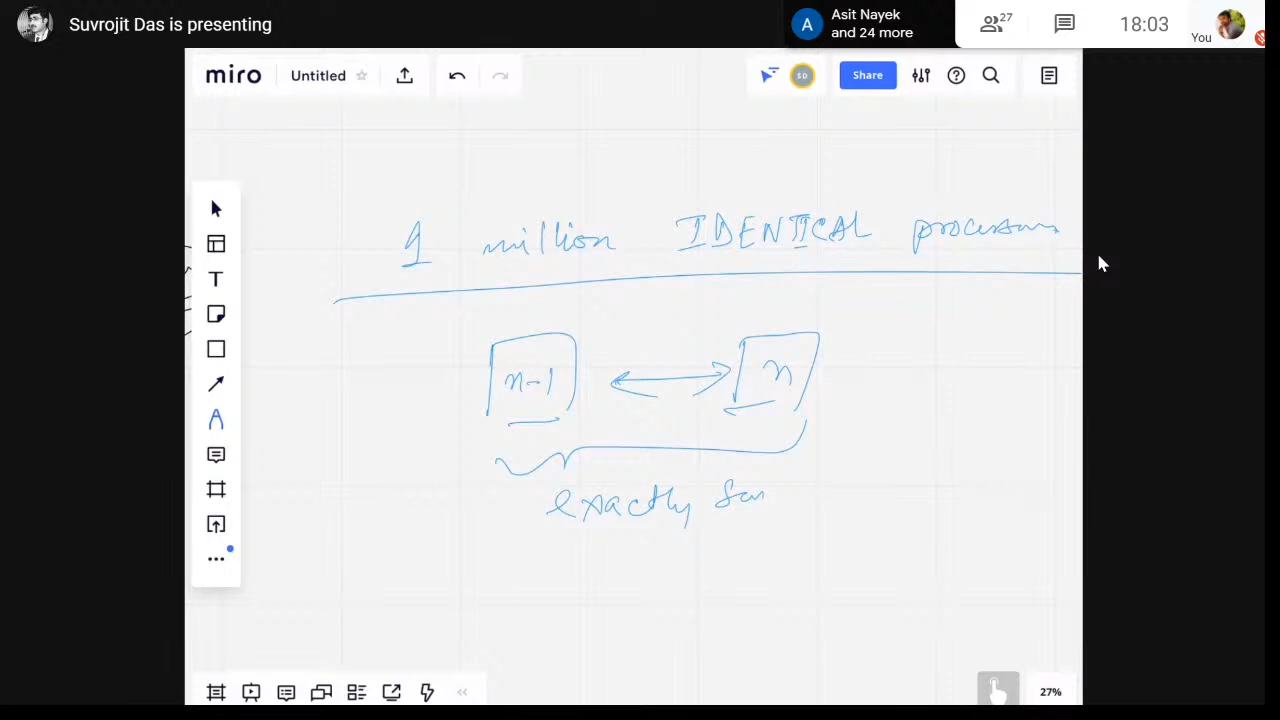 Suvrojit Das is presenting
Asit Nayek
and 24 more
A
27
18:03
You
miro
Untitled
SD
Share
1 million IDENTICAL processors
n-1
n
exactly
27%